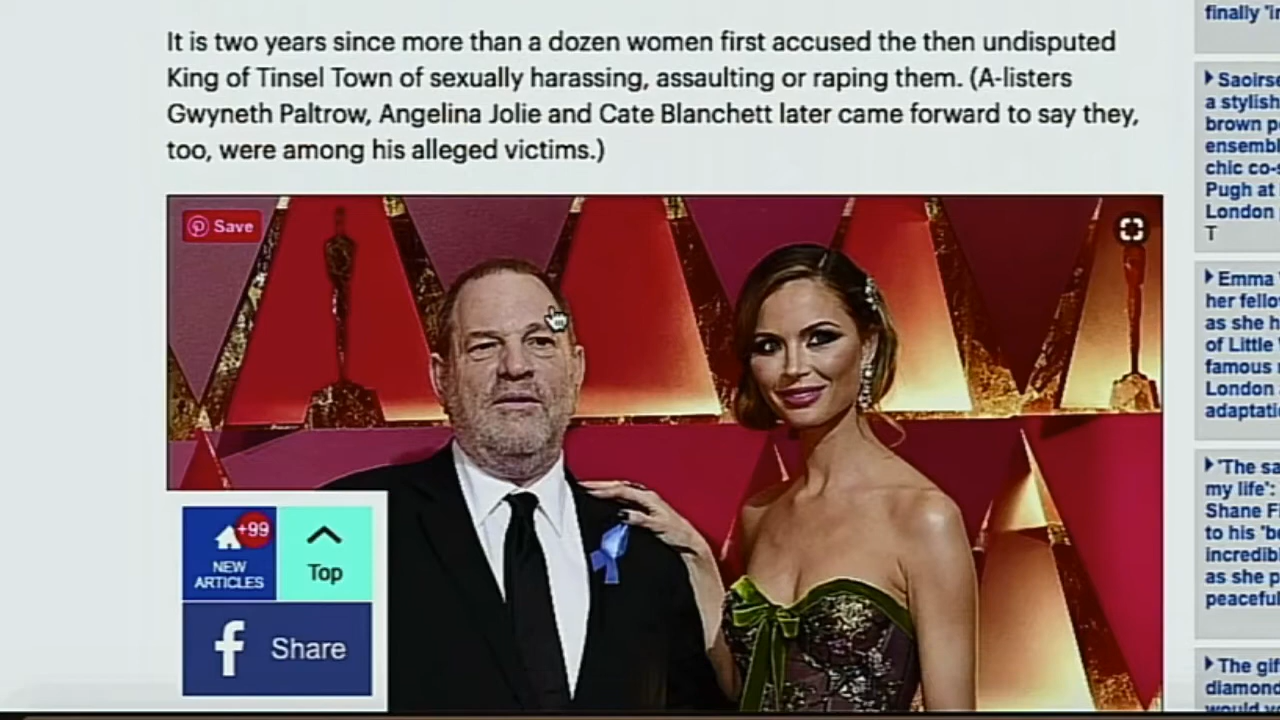 It is two years since more than a dozen women first accused the then undisputed
King of Tinsel Town of sexually harassing, assaulting or raping them. (A-listers
Gwyneth Paltrow, Angelina Jolie and Cate Blanchett later came forward to say they,
too, were among his alleged victims.)
Save
+99
NEW
ARTICLES
Top
Share
finally 'i
Saoirse
a stylish
brown p
ensembl
chic co-s
Pugh at
London
T
Emma
her fello
as she h
of Little
famous
London
adaptati
'The sa
my life':
Shane F
to his 'b
incredib
as she p
peaceful
The gif
diamond
would